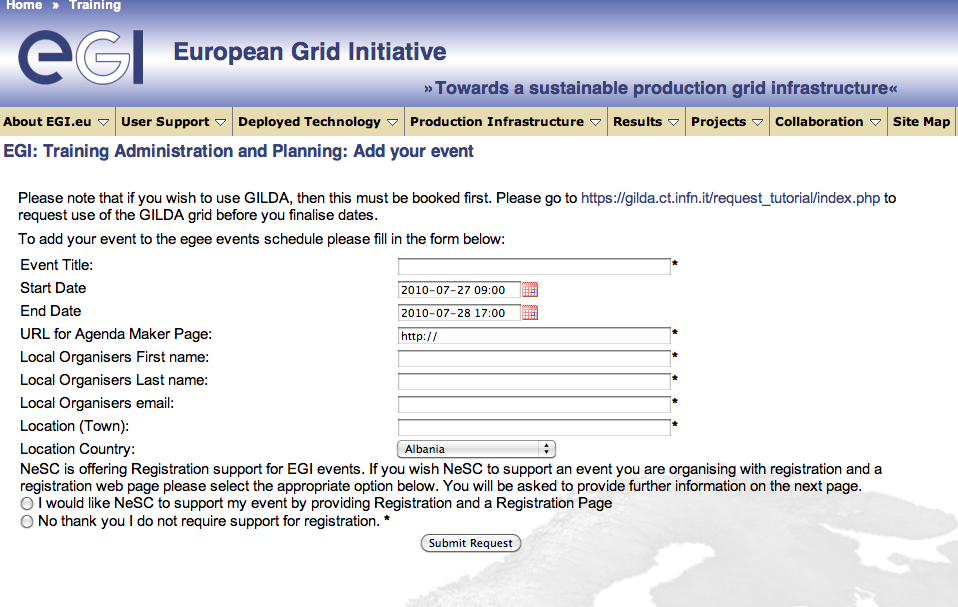 Home » Training
eGI European Grid Initiative
»Towards a sustainable production grid infrastructure«
About EGI.eu User Support Deployed Technology Production Infrastructure Results Projects Collaboration Site Map
EGI: Training Administration and Planning: Add your event
Please note that if you wish to use GILDA, then this must be booked first. Please go to https://gilda.ct.infn.it/request_tutorial/index.php to
request use of the GILDA grid before you finalise dates.
To add your event to the egee events schedule please fill in the form below:
Event Title: *
Start Date 2010-07-27 09:00
End Date 2010-07-28 17:00
URL for Agenda Maker Page: http:// *
Local Organisers First name: *
Local Organisers Last name: *
Local Organisers email: *
Location (Town): *
Location Country: Albania
NeSC is offering Registration support for EGI events. If you wish NeSC to support an event you are organising with registration and a
registration web page please select the appropriate option below. You will be asked to provide further information on the next page.
I would like NeSC to support my event by providing Registration and a Registration Page
No thank you I do not require support for registration. *
Submit Request